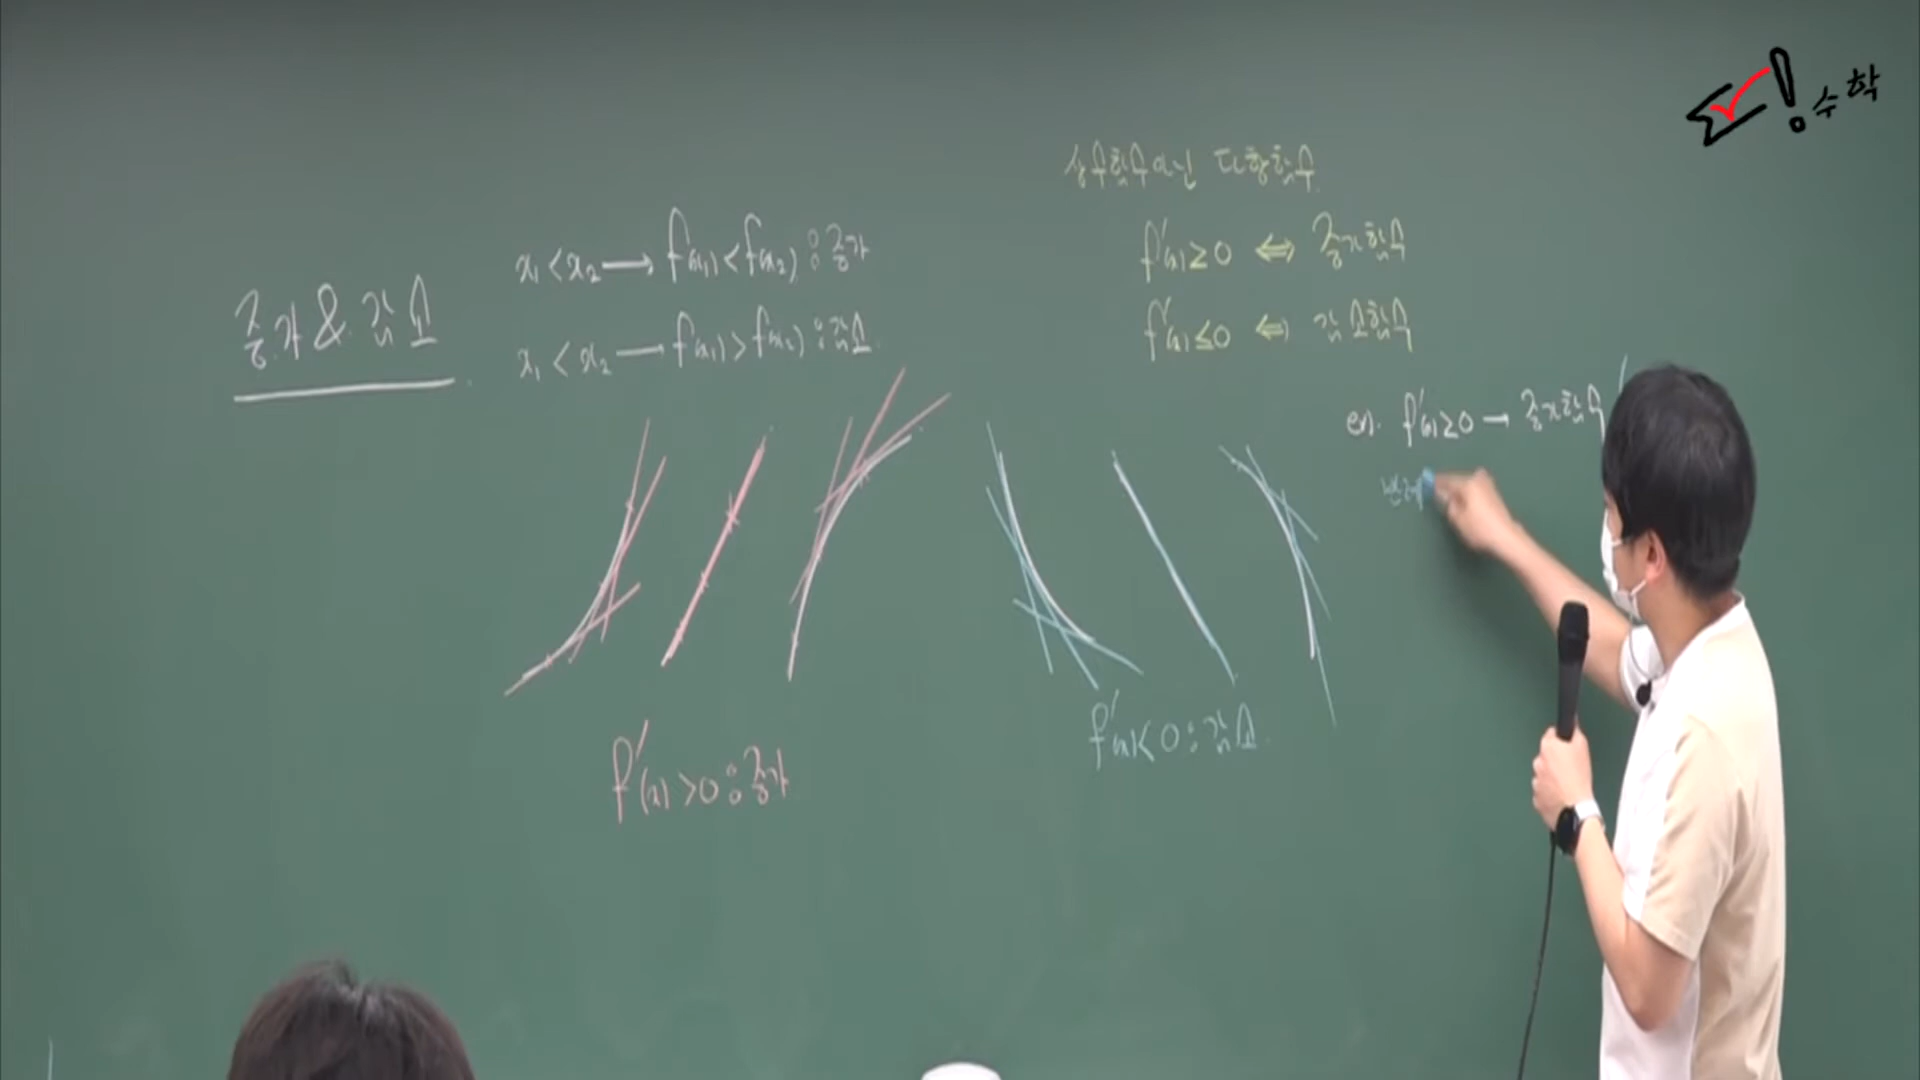 증가 & 감소
x₁ < x₂ → f(x₁) < f(x₂) : 증가
x₁ < x₂ → f(x₁) > f(x₂) : 감소
f'(x) > 0 : 증가
f'(x) < 0 : 감소
상수함수아닌 다항함수
f'(x) ≥ 0 ⇔ 증가함수
f'(x) ≤ 0 ⇔ 감소함수
ex). f'(x) ≥ 0 → 증가함수
반례
수학